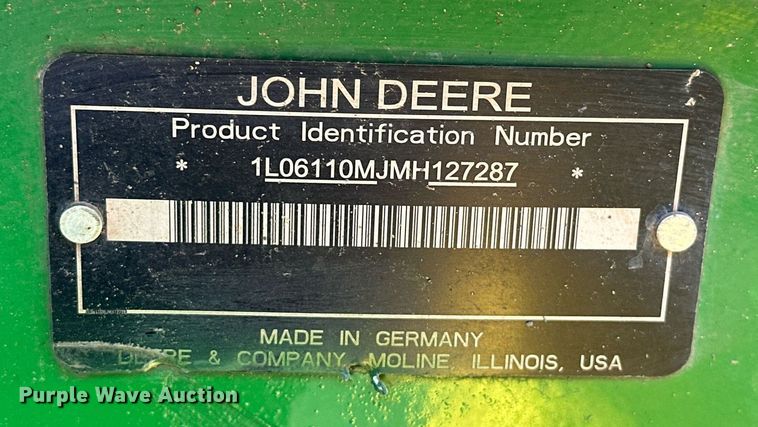 JOHN DEERE
Product Identification Number
* 1L06110MJMH127287 *
MADE IN GERMANY
DEERE & COMPANY MOLINE, ILLINOIS, USA
Purple Wave Auction